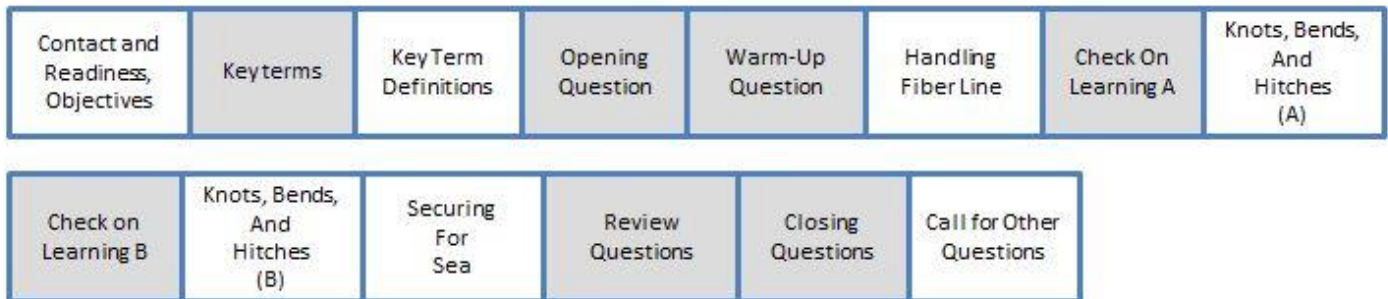 Contact and
Readiness,
Objectives
Key terms
Key Term
Definitions
Opening
Question
Warm-Up
Question
Handling
Fiber Line
Check On
Learning A
Knots, Bends,
And
Hitches
(A)
Check on
Learning B
Knots, Bends,
And
Hitches
(B)
Securing
For
Sea
Review
Questions
Closing
Questions
Call for Other
Questions